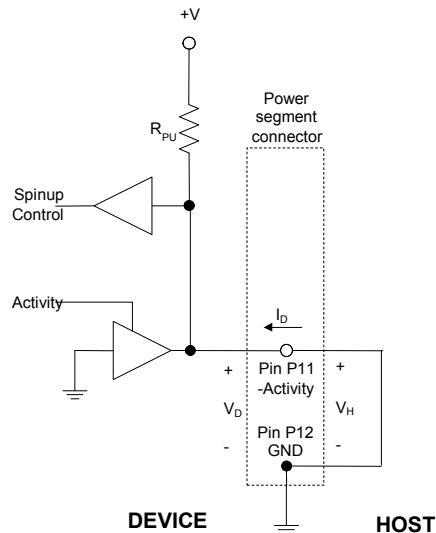 +V
Power
segment
connector
R_PU
Spinup
Control
Activity
I_D
+
Pin P11
+
-Activity
V_D
V_H
-
Pin P12
-
GND
DEVICE
HOST